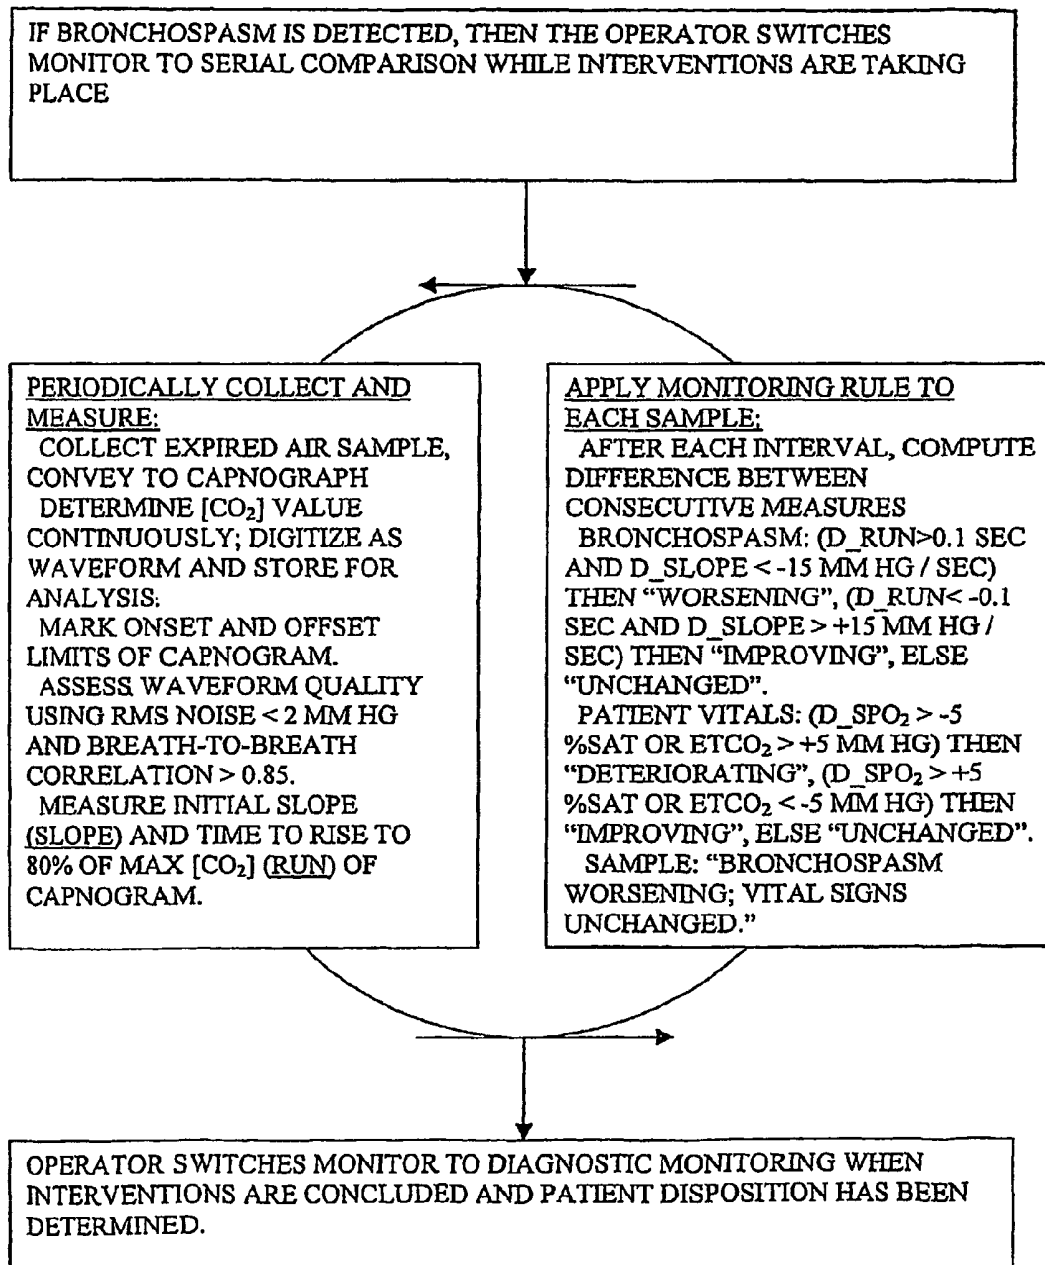 IF BRONCHOSPASM IS DETECTED, THEN THE OPERATOR SWITCHES
MONITOR TO SERIAL COMPARISON WHILE INTERVENTIONS ARE TAKING
PLACE
PERIODICALLY COLLECT AND
MEASURE:
COLLECT EXPIRED AIR SAMPLE,
CONVEY TO CAPNOGRAPH
DETERMINE [CO₂] VALUE
CONTINUOUSLY; DIGITIZE AS
WAVEFORM AND STORE FOR
ANALYSIS.
MARK ONSET AND OFFSET
LIMITS OF CAPNOGRAM.
ASSESS WAVEFORM QUALITY
USING RMS NOISE < 2 MM HG
AND BREATH-TO-BREATH
CORRELATION > 0.85.
MEASURE INITIAL SLOPE
(SLOPE) AND TIME TO RISE TO
80% OF MAX [CO₂] (RUN) OF
CAPNOGRAM.
APPLY MONITORING RULE TO
EACH SAMPLE:
AFTER EACH INTERVAL, COMPUTE
DIFFERENCE BETWEEN
CONSECUTIVE MEASURES
BRONCHOSPASM: (D_RUN>0.1 SEC
AND D_SLOPE < -15 MM HG / SEC)
THEN “WORSENING”, (D_RUN< -0.1
SEC AND D_SLOPE > +15 MM HG /
SEC) THEN “IMPROVING”, ELSE
“UNCHANGED”.
PATIENT VITALS: (D_SPO₂ > -5
%SAT OR ETCO₂ > +5 MM HG) THEN
“DETERIORATING”, (D_SPO₂ > +5
%SAT OR ETCO₂ < -5 MM HG) THEN
“IMPROVING”, ELSE “UNCHANGED”.
SAMPLE: “BRONCHOSPASM
WORSENING; VITAL SIGNS
UNCHANGED.”
OPERATOR SWITCHES MONITOR TO DIAGNOSTIC MONITORING WHEN
INTERVENTIONS ARE CONCLUDED AND PATIENT DISPOSITION HAS BEEN
DETERMINED.